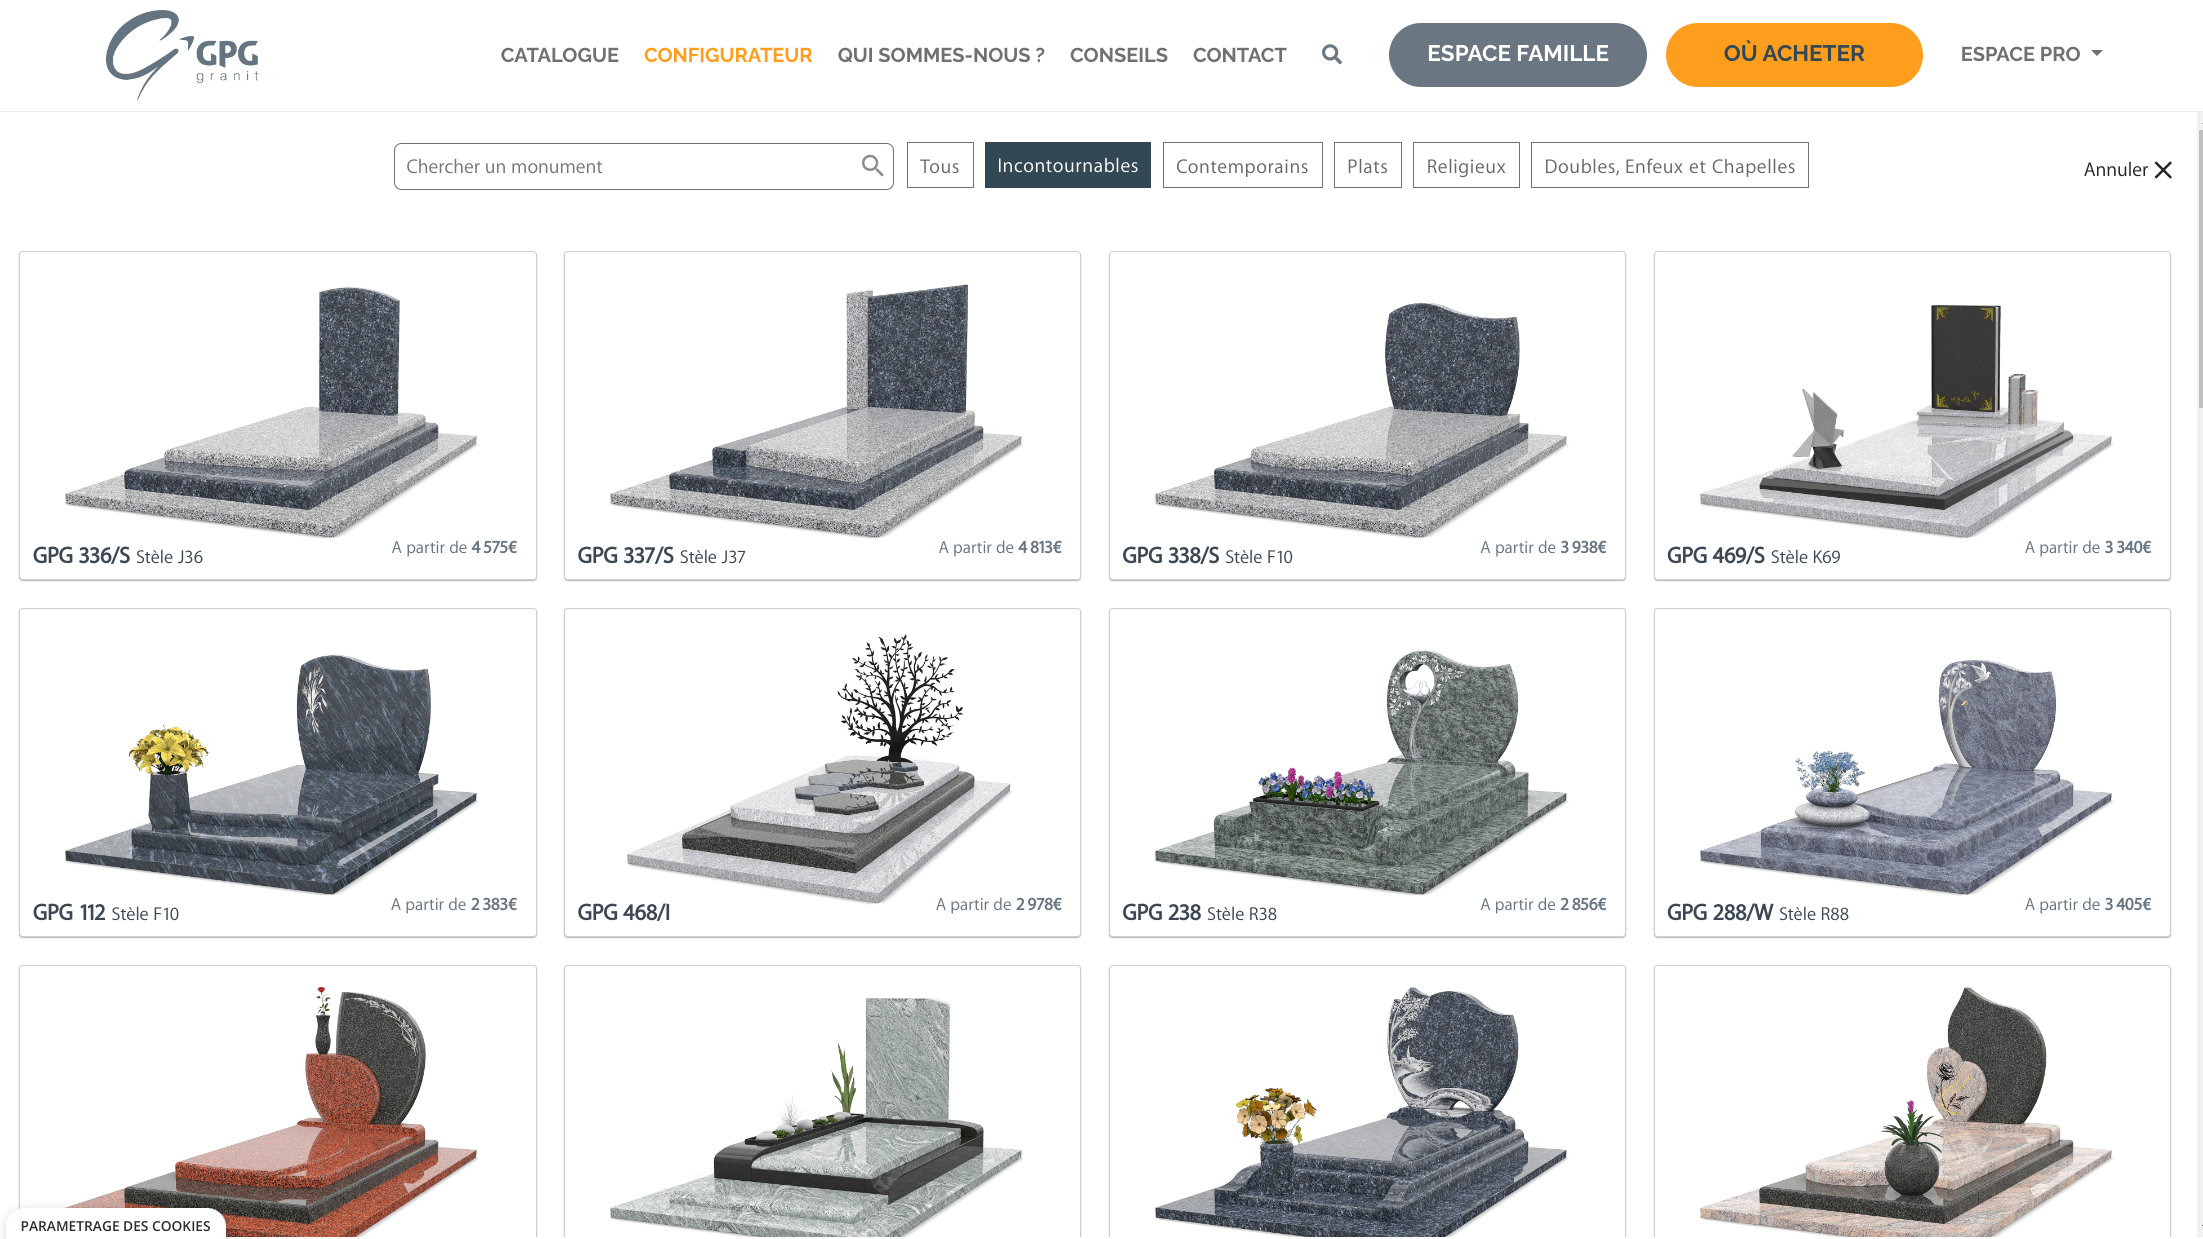 GPG
granit
CATALOGUE CONFIGURATEUR QUI SOMMES-NOUS ? CONSEILS CONTACT ESPACE FAMILLE OÙ ACHETER ESPACE PRO
Chercher un monument Tous Incontournables Contemporains Plats Religieux Doubles, Enfeux et Chapelles Annuler
GPG 336/S Stèle J36 A partir de 4 575€
GPG 337/S Stèle J37 A partir de 4 813€
GPG 338/S Stèle F10 A partir de 3 938€
GPG 469/S Stèle K69 A partir de 3 340€
GPG 112 Stèle F10 A partir de 2 383€
GPG 468/I A partir de 2 978€
GPG 238 Stèle R38 A partir de 2 856€
GPG 288/W Stèle R88 A partir de 3 405€
PARAMETRAGE DES COOKIES